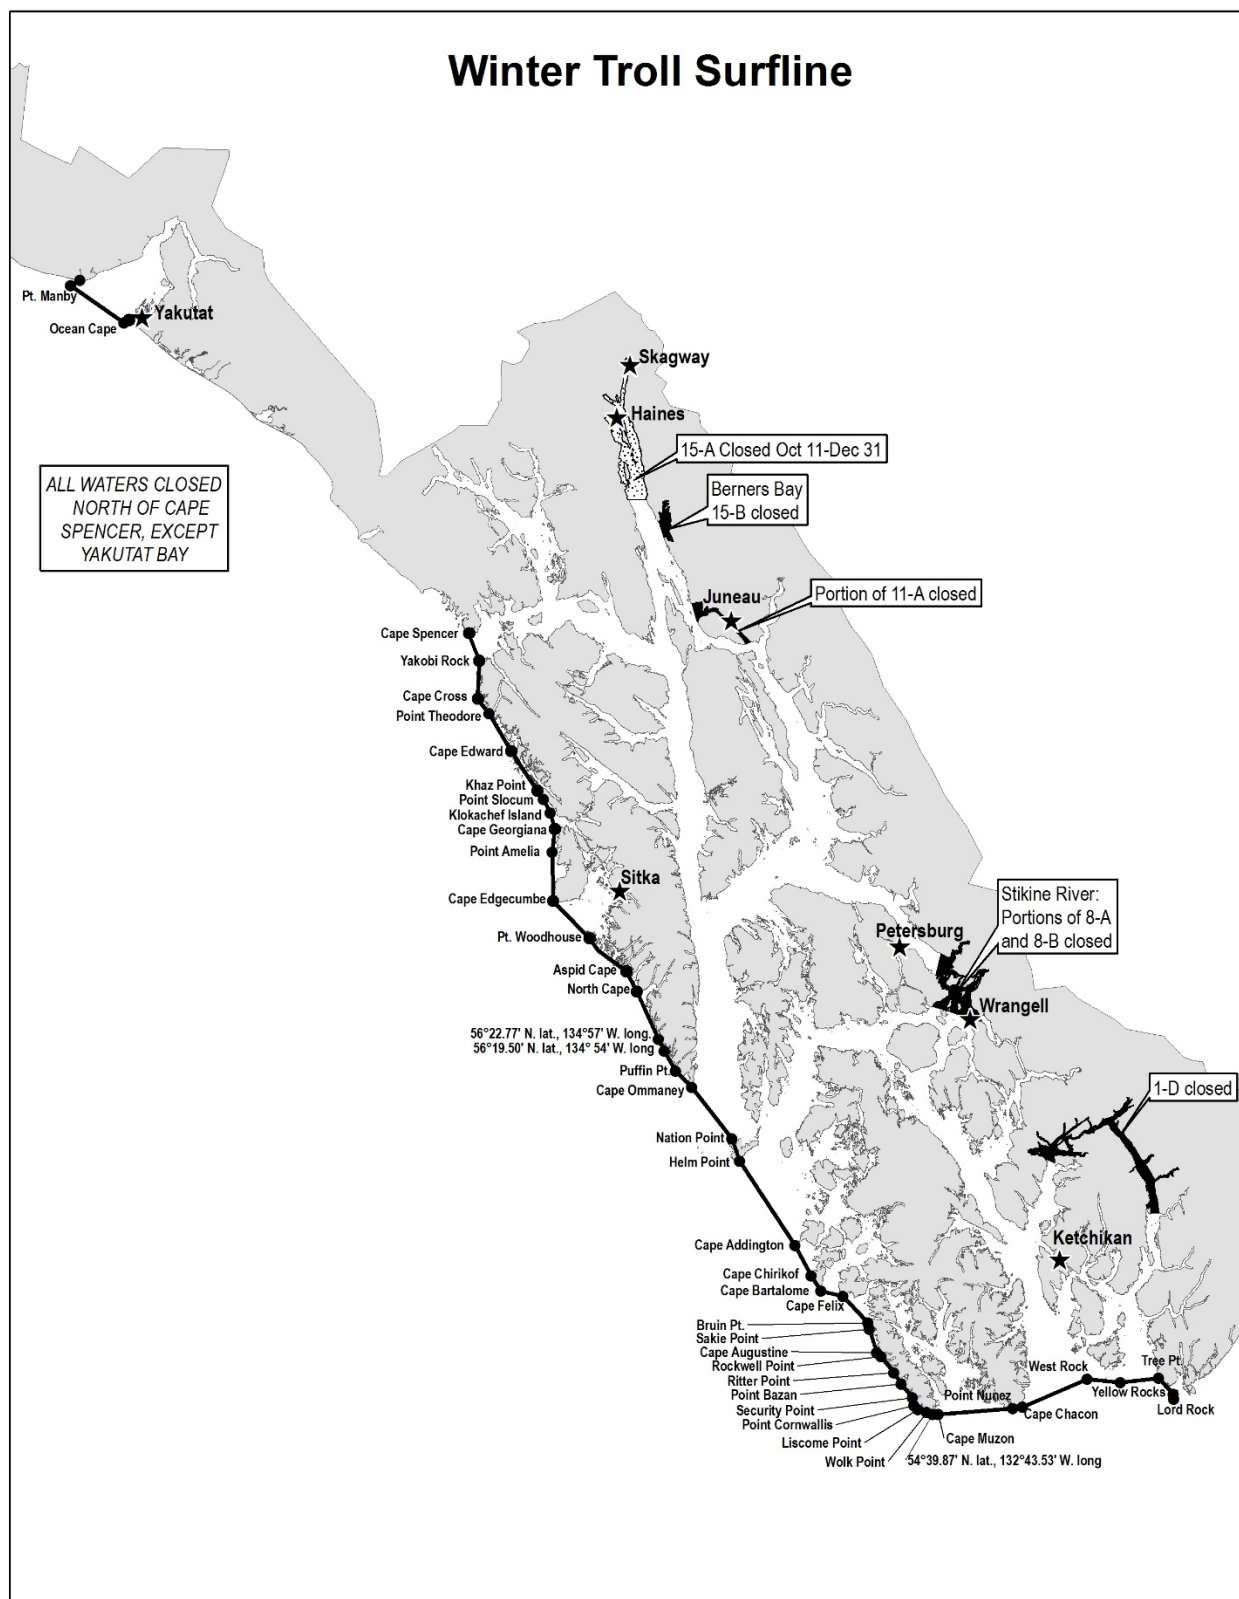 Winter Troll Surfline
Pt. Manby
Ocean Cape
Yakutat
Skagway
Haines
15-A Closed Oct 11-Dec 31
Berners Bay
15-B closed
ALL WATERS CLOSED
NORTH OF CAPE
SPENCER, EXCEPT
YAKUTAT BAY
Juneau
Portion of 11-A closed
Cape Spencer
Yakobi Rock
Cape Cross
Point Theodore
Cape Edward
Khaz Point
Point Slocum
Klokachef Island
Cape Georgiana
Point Amelia
Sitka
Cape Edgecumbe
Stikine River:
Portions of 8-A
and 8-B closed
Petersburg
Pt. Woodhouse
Aspid Cape
North Cape
Wrangell
56°22.77' N. lat., 134°57' W. long.
56°19.50' N. lat., 134° 54' W. long
Puffin Pt.
Cape Ommaney
1-D closed
Nation Point
Helm Point
Ketchikan
Cape Addington
Cape Chirikof
Cape Bartalome
Cape Felix
Bruin Pt.
Sakie Point
Cape Augustine
Rockwell Point
Ritter Point
Point Bazan
Security Point
Point Cornwallis
Liscome Point
Wolk Point
54°39.87' N. lat., 132°43.53' W. long
Cape Muzon
Point Nunez
Cape Chacon
West Rock
Yellow Rocks
Tree Pt.
Lord Rock